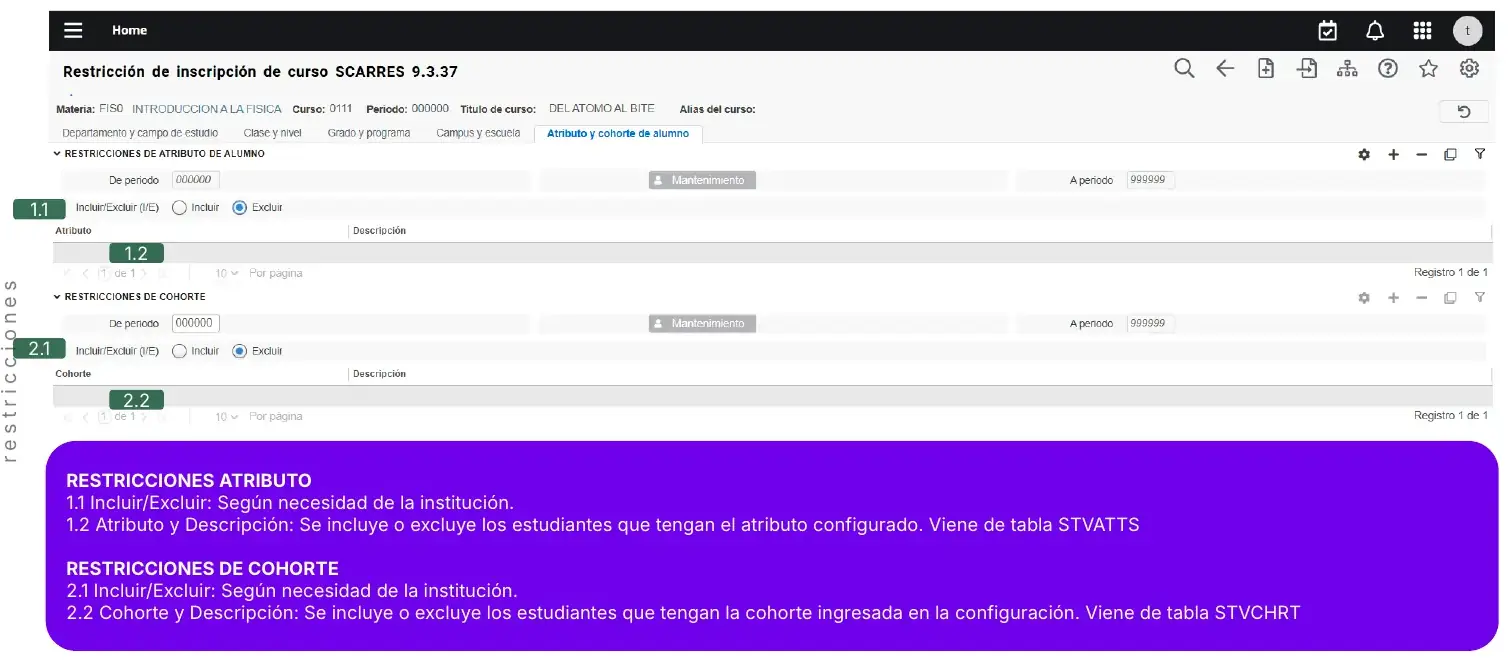 Home
t
Restricción de inscripción de curso SCARRES 9.3.37
Materia: FIS0 INTRODUCCION A LA FISICA Curso: 0111 Periodo: 000000 Título de curso: DEL ATOMO AL BITE Alias del curso:
Departamento y campo de estudio Clase y nivel Grado y programa Campus y escuela Atributo y cohorte de alumno
RESTRICCIONES DE ATRIBUTO DE ALUMNO
De periodo 000000 Mantenimiento A periodo 999999
1.1 Incluir/Excluir (I/E) Incluir Excluir
Atributo Descripción
1.2
1 de 1 10 Por página Registro 1 de 1
RESTRICCIONES DE COHORTE
De periodo 000000 Mantenimiento A periodo 999999
2.1 Incluir/Excluir (I/E) Incluir Excluir
Cohorte Descripción
2.2
1 de 1 10 Por página Registro 1 de 1
restricciones
RESTRICCIONES ATRIBUTO
1.1 Incluir/Excluir: Según necesidad de la institución.
1.2 Atributo y Descripción: Se incluye o excluye los estudiantes que tengan el atributo configurado. Viene de tabla STVATTS
RESTRICCIONES DE COHORTE
2.1 Incluir/Excluir: Según necesidad de la institución.
2.2 Cohorte y Descripción: Se incluye o excluye los estudiantes que tengan la cohorte ingresada en la configuración. Viene de tabla STVCHRT